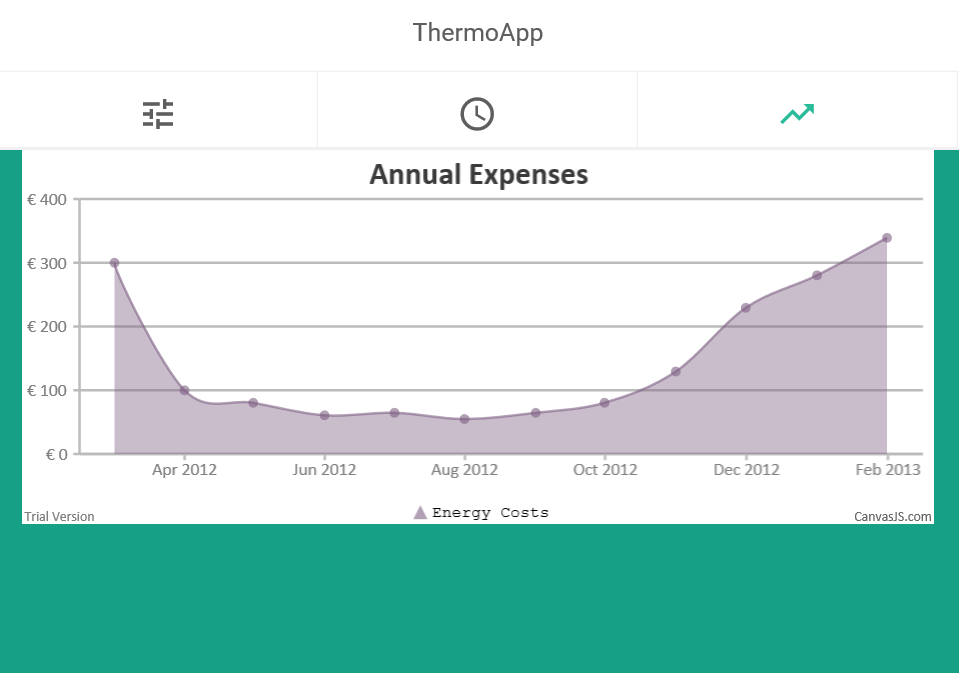 ThermoApp
Annual Expenses
€ 400
€ 300
€ 200
€ 100
€ 0
Apr 2012 Jun 2012 Aug 2012 Oct 2012 Dec 2012 Feb 2013
Energy Costs
Trial Version CanvasJS.com